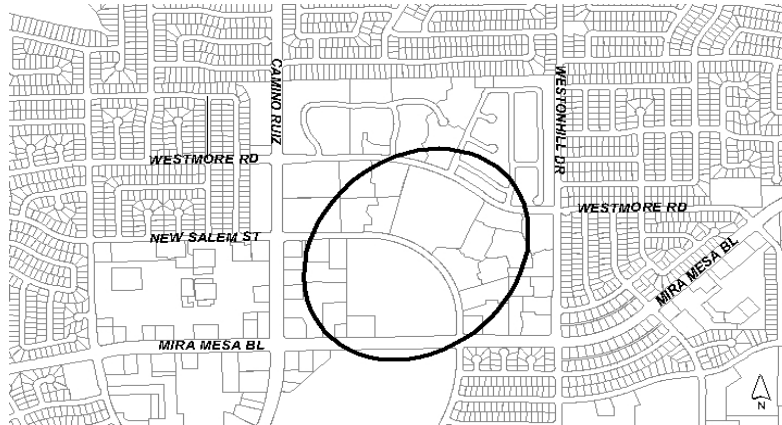 CAMINO RUIZ
WESTONHILL DR
WESTMORE RD
WESTMORE RD
NEW SALEM ST
MIRA MESA BL
MIRA MESA BL
N